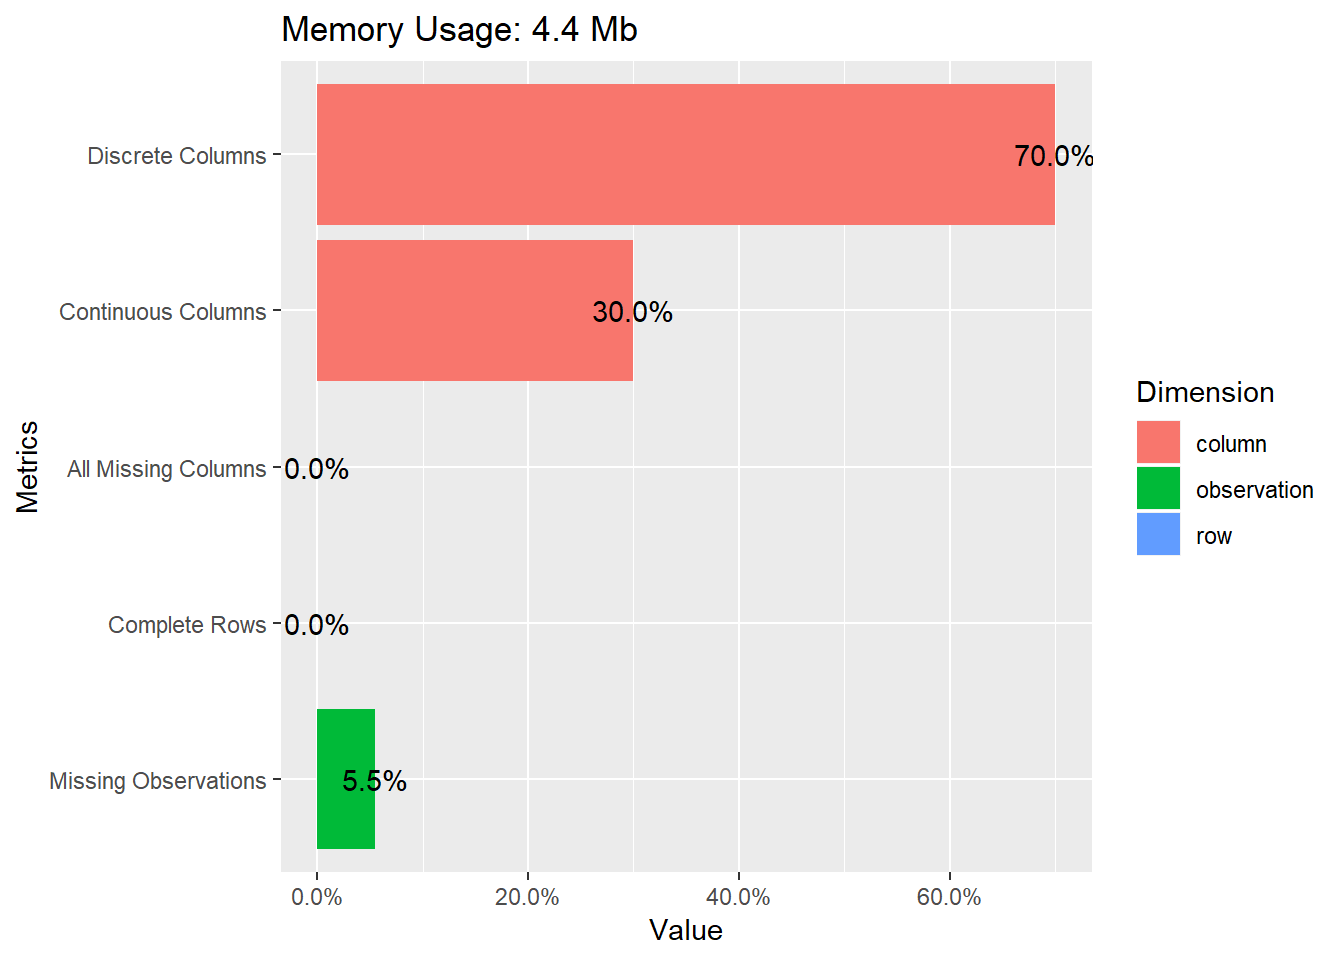 Memory Usage: 4.4 Mb
Discrete Columns
70.0%
Continuous Columns
30.0%
All Missing Columns
0.0%
Complete Rows
0.0%
Missing Observations
5.5%
Metrics
0.0%
20.0%
40.0%
60.0%
Value
Dimension
column
observation
row